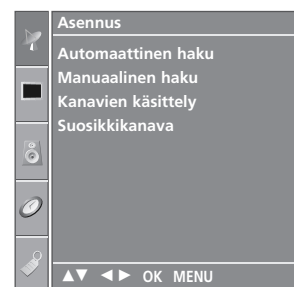 Asennus
Automaattinen haku
Manuaalinen haku
Kanavien käsittely
Suosikkikanava
▲▼ ◄► OK MENU